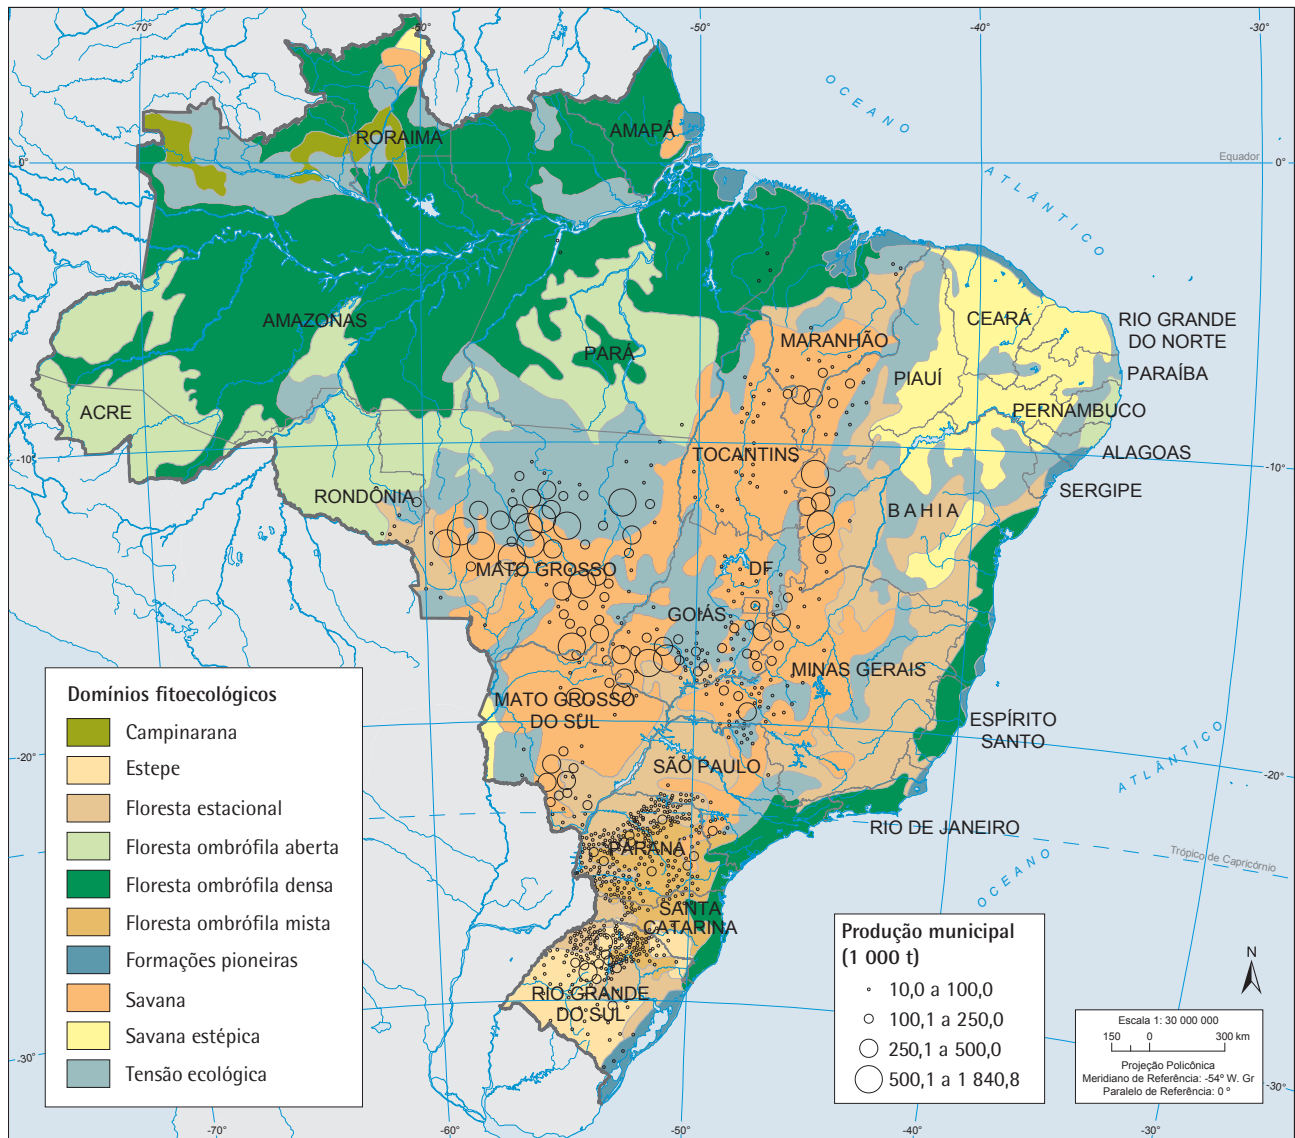 -70°
-60°
-50°
-40°
-30°
OCEANO
ATLÂNTICO
Equador
0°
0°
RORAIMA
AMAPÁ
AMAZONAS
PARÁ
MARANHÃO
CEARÁ
RIO GRANDE
DO NORTE
PIAUÍ
PARAÍBA
ACRE
PERNAMBUCO
TOCANTINS
ALAGOAS
-10°
-10°
RONDÔNIA
SERGIPE
BAHIA
MATO GROSSO
DF
GOIÁS
MINAS GERAIS
MATO GROSSO
DO SUL
ESPÍRITO
SANTO
SÃO PAULO
-20°
-20°
RIO DE JANEIRO
PARANÁ
Trópico de Capricórnio
OCEANO
ATLÂNTICO
SANTA
CATARINA
RIO GRANDE
DO SUL
-30°
-30°
Domínios fitoecológicos
Campinarana
Estepe
Floresta estacional
Floresta ombrófila aberta
Floresta ombrófila densa
Floresta ombrófila mista
Formações pioneiras
Savana
Savana estépica
Tensão ecológica
Produção municipal
(1 000 t)
10,0 a 100,0
100,1 a 250,0
250,1 a 500,0
500,1 a 1 840,8
N
Escala 1: 30 000 000
150 0 300 km
Projeção Policônica
Meridiano de Referência: -54º W. Gr
Paralelo de Referência: 0 º
-70°
-60°
-50°
-40°